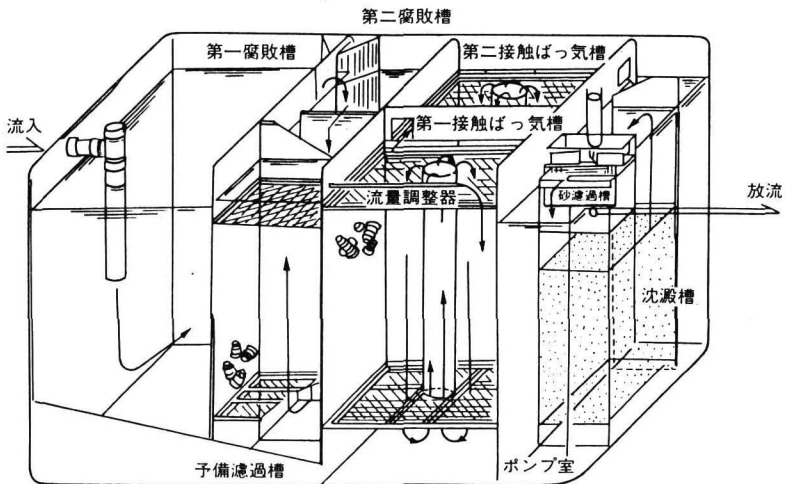 第二腐敗槽
第一腐敗槽
第二接触ばっ気槽
流入
第一接触ばっ気槽
流量調整器
砂濾過槽
放流
沈澱槽
予備濾過槽
ポンプ室